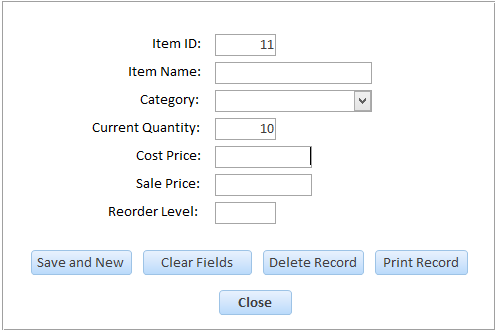 Item ID: 11
Item Name:
Category:
Current Quantity: 10
Cost Price:
Sale Price:
Reorder Level:
Save and New Clear Fields Delete Record Print Record
Close